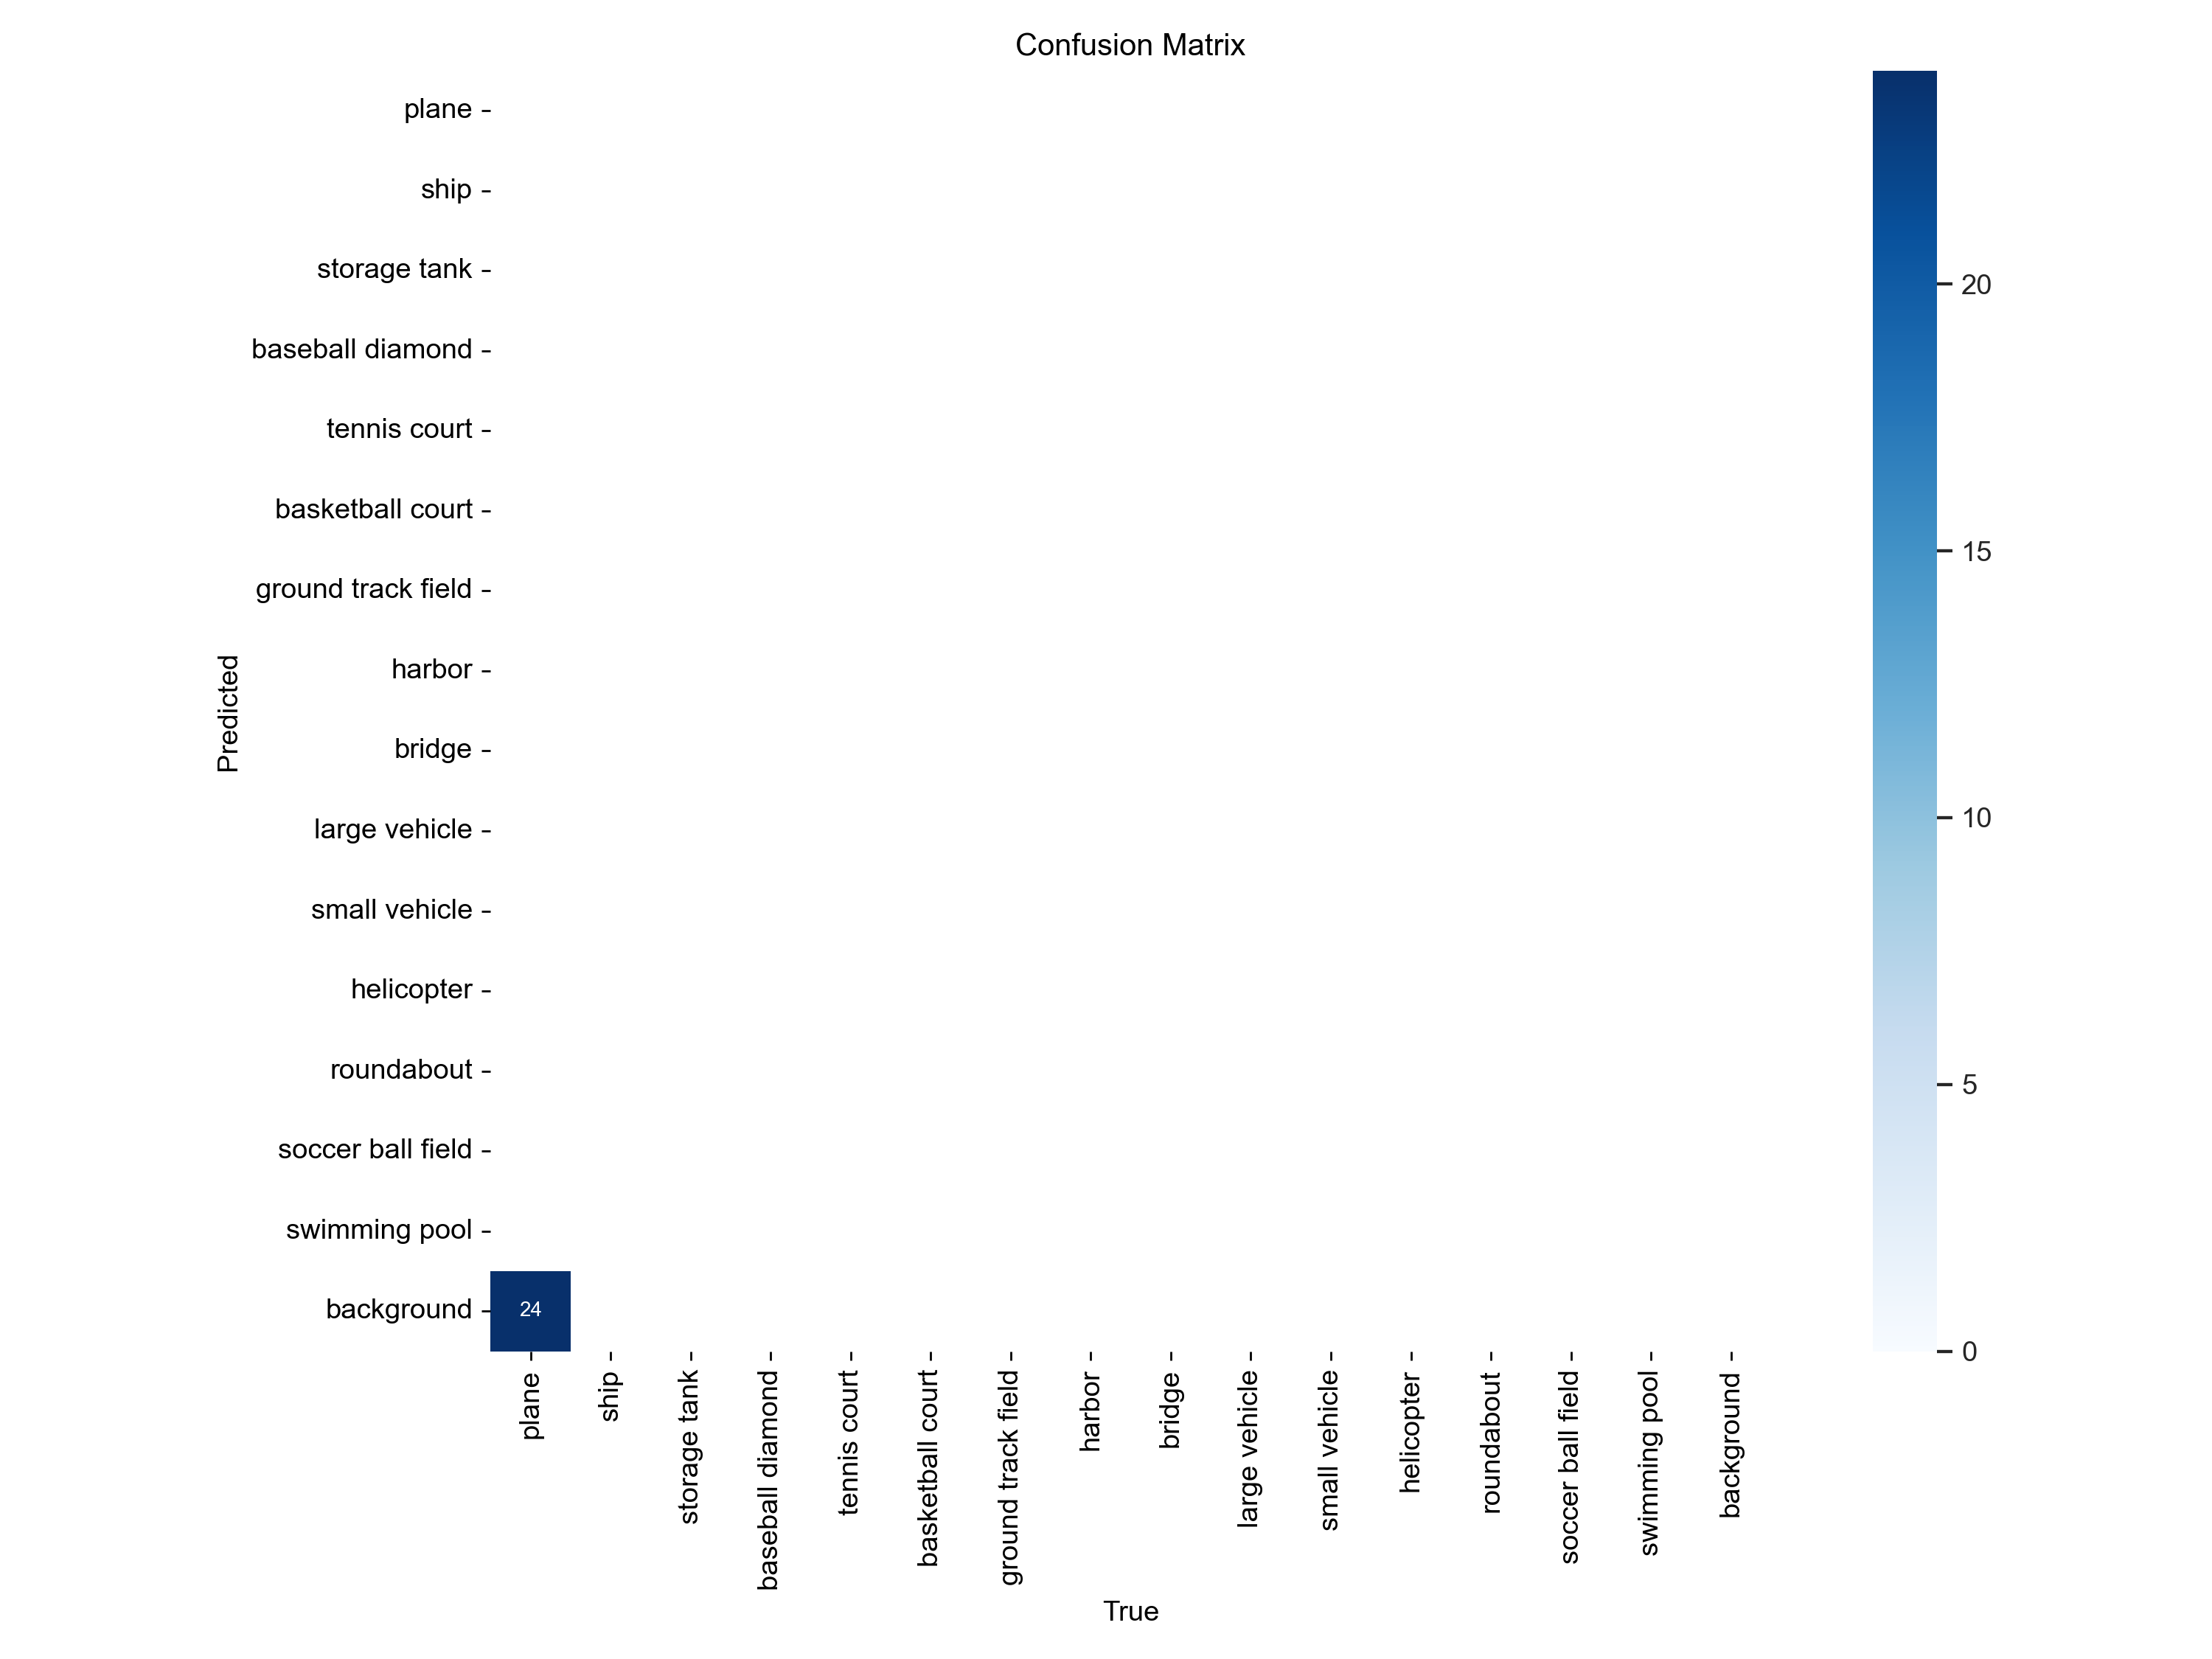 Confusion Matrix
plane
ship
storage tank
baseball diamond
tennis court
basketball court
ground track field
harbor
bridge
large vehicle
small vehicle
helicopter
roundabout
soccer ball field
swimming pool
background
Predicted
24
plane
ship
storage tank
baseball diamond
tennis court
basketball court
ground track field
harbor
bridge
large vehicle
small vehicle
helicopter
roundabout
soccer ball field
swimming pool
background
True
20
15
10
5
0